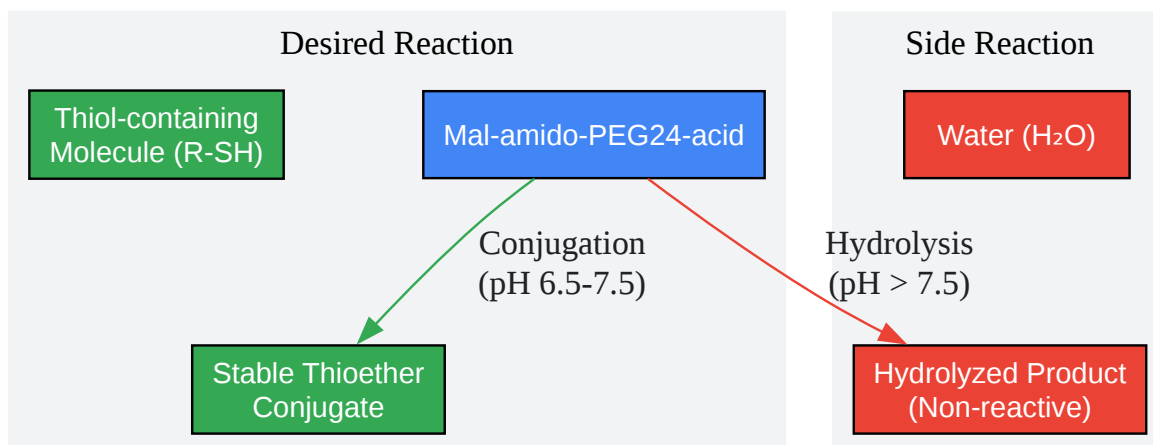 Desired Reaction
Side Reaction
Thiol-containing
Molecule (R-SH)
Mal-amido-PEG24-acid
Water (H₂O)
Conjugation
(pH 6.5-7.5)
Hydrolysis
(pH > 7.5)
Stable Thioether
Conjugate
Hydrolyzed Product
(Non-reactive)